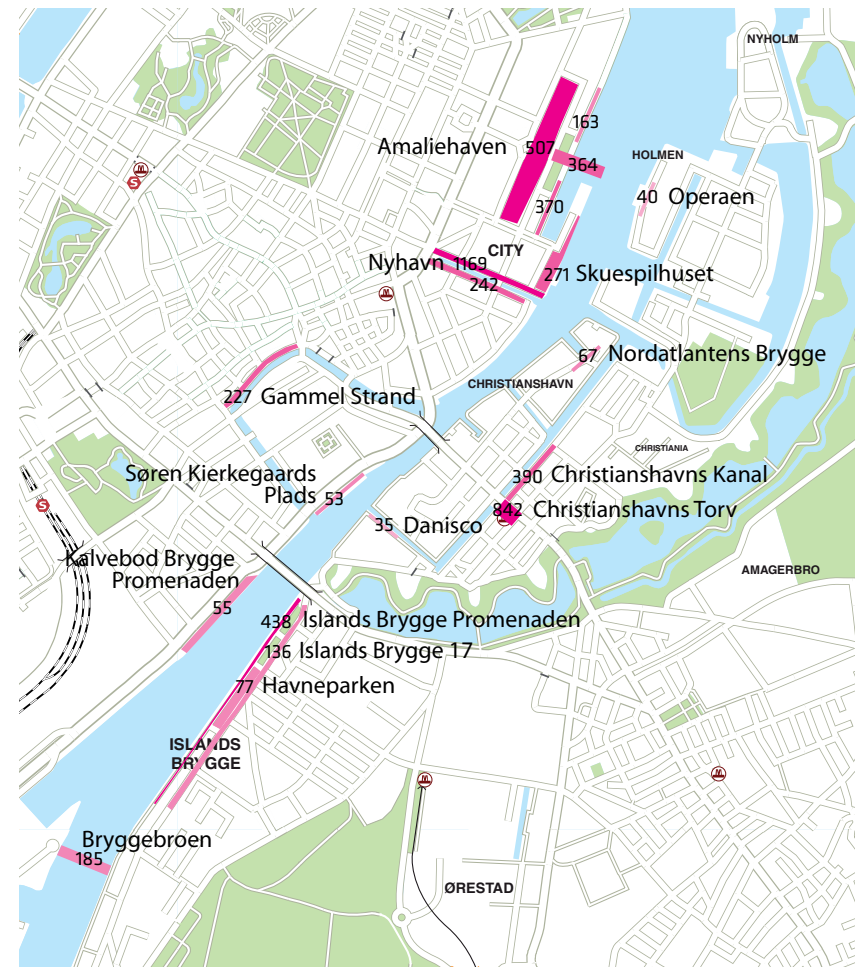 NYHOLM
163
Amaliehaven 507
364
HOLMEN
40 Operaen
370
CITY
Nyhavn 1169
242
271 Skuespilhuset
67 Nordatlantens Brygge
CHRISTIANSHAVN
227 Gammel Strand
CHRISTIANIA
Søren Kierkegaards
Plads 53
390 Christianshavns Kanal
842 Christianshavns Torv
35 Danisco
S
S
Kalvebod Brygge
Promenaden
55
AMAGERBRO
438 Islands Brygge Promenaden
136 Islands Brygge 17
77 Havneparken
ISLANDS
BRYGGE
Bryggebroen
185
ØRESTAD